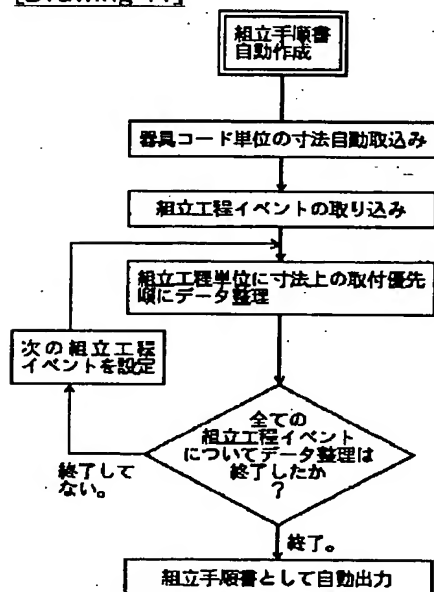 [Drawing 11]
組立手順書
自動作成
器具コード単位の寸法自動取込み
組立工程イベントの取り込み
組立工程単位に寸法上の取付優先
順にデータ整理
次の組立工程
イベントを設定
全ての
組立工程イベント
についてデータ整理は
終了したか
?
終了して
ない。
終了。
組立手順書として自動出力